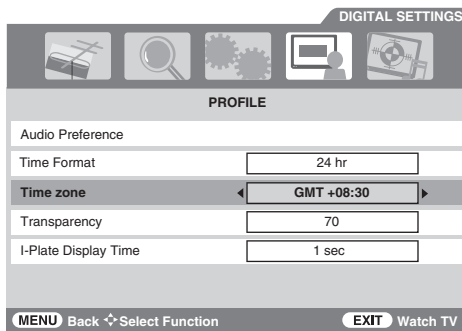 DIGITAL SETTINGS
PROFILE
Audio Preference
Time Format 24 hr
Time zone GMT +08:30
Transparency 70
I-Plate Display Time 1 sec
MENU Back Select Function EXIT Watch TV